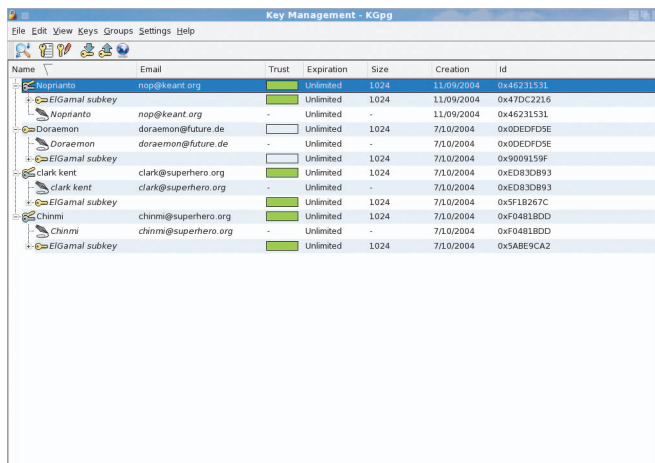 Key Management - KGpg
File Edit View Keys Groups Settings Help
Name Email Trust Expiration Size Creation Id
Noprianto nop@keant.org Unlimited 1024 11/09/2004 0x46231531
ElGamal subkey Unlimited 1024 11/09/2004 0x47DC2216
Noprianto nop@keant.org - Unlimited - 11/09/2004 0x46231531
Doraemon doraemon@future.de Unlimited 1024 7/10/2004 0x0DEDFD5E
Doraemon doraemon@future.de - Unlimited - 7/10/2004 0x0DEDFD5E
ElGamal subkey Unlimited 1024 7/10/2004 0x9009159F
clark kent clark@superhero.org Unlimited 1024 7/10/2004 0xED83DB93
clark kent clark@superhero.org - Unlimited - 7/10/2004 0xED83DB93
ElGamal subkey Unlimited 1024 7/10/2004 0x5F1B267C
Chinmi chinmi@superhero.org Unlimited 1024 7/10/2004 0xF0481BDD
Chinmi chinmi@superhero.org - Unlimited - 7/10/2004 0xF0481BDD
ElGamal subkey Unlimited 1024 7/10/2004 0x5ABE9CA2